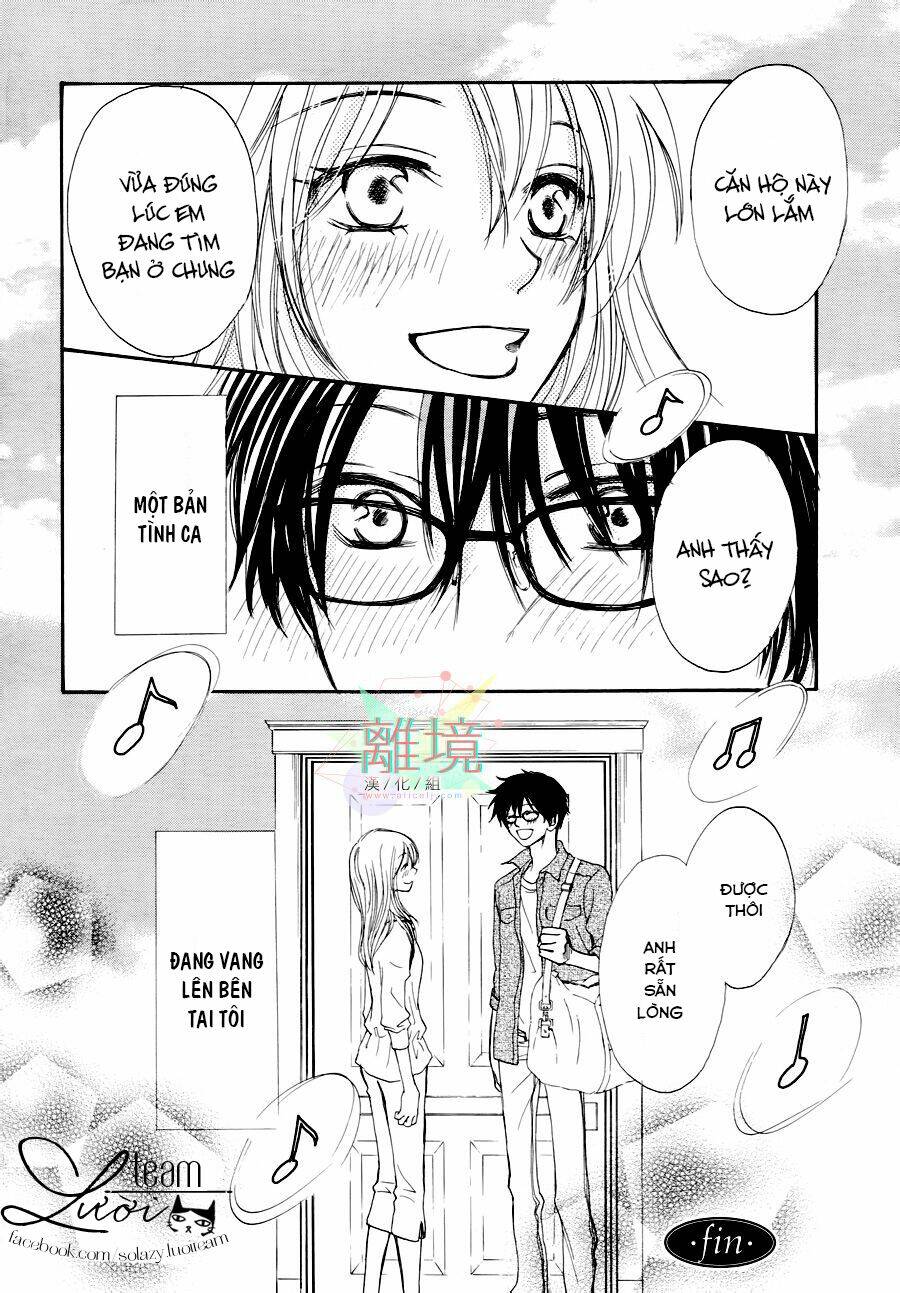 CĂN HỘ NÀY
LỚN LẮM
VỪA ĐÚNG
LÚC EM
ĐANG TÌM
BẠN Ở CHUNG
ANH THẤY
SAO?
MỘT BẢN
TÌNH CA
離境
漢/化/組
ĐƯỢC
THÔI
ANH
RẤT
SẴN
LÒNG
ĐANG VANG
LÊN BÊN
TAI TÔI
team
Lười
facebook.com/solazy.luoiteam
·fin·